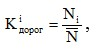 K^i_дорог = N_i / N̅ ,